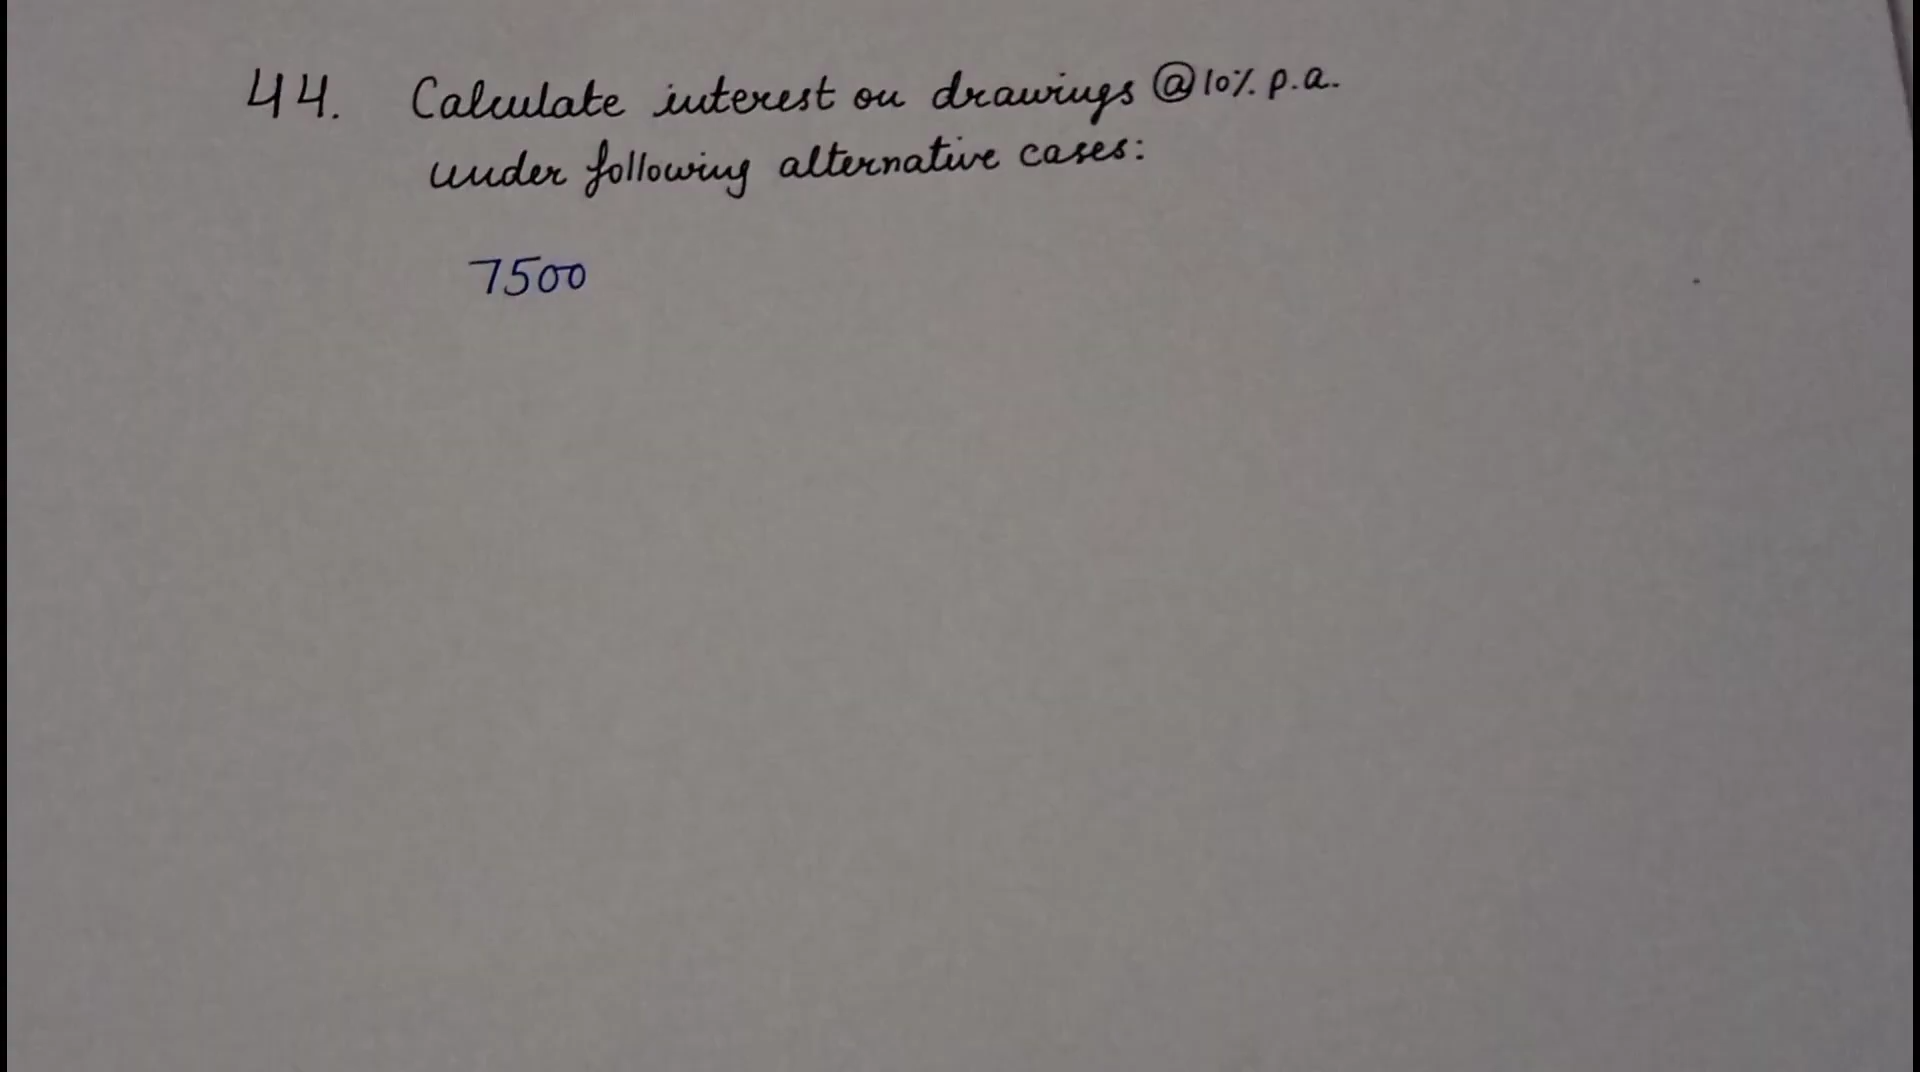 44. Calculate interest on drawings @10% p.a.
under following alternative cases:
7500